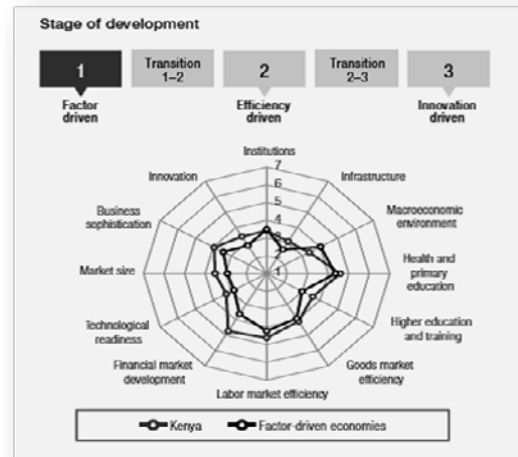 Stage of development
1
Transition
1–2
2
Transition
2–3
3
Factor
driven
Efficiency
driven
Innovation
driven
Institutions
7
6
5
4
3
2
1
Infrastructure
Macroeconomic
environment
Health and
primary
education
Higher education
and training
Goods market
efficiency
Labor market efficiency
Financial market
development
Technological
readiness
Market size
Business
sophistication
Innovation
Kenya
Factor-driven economies